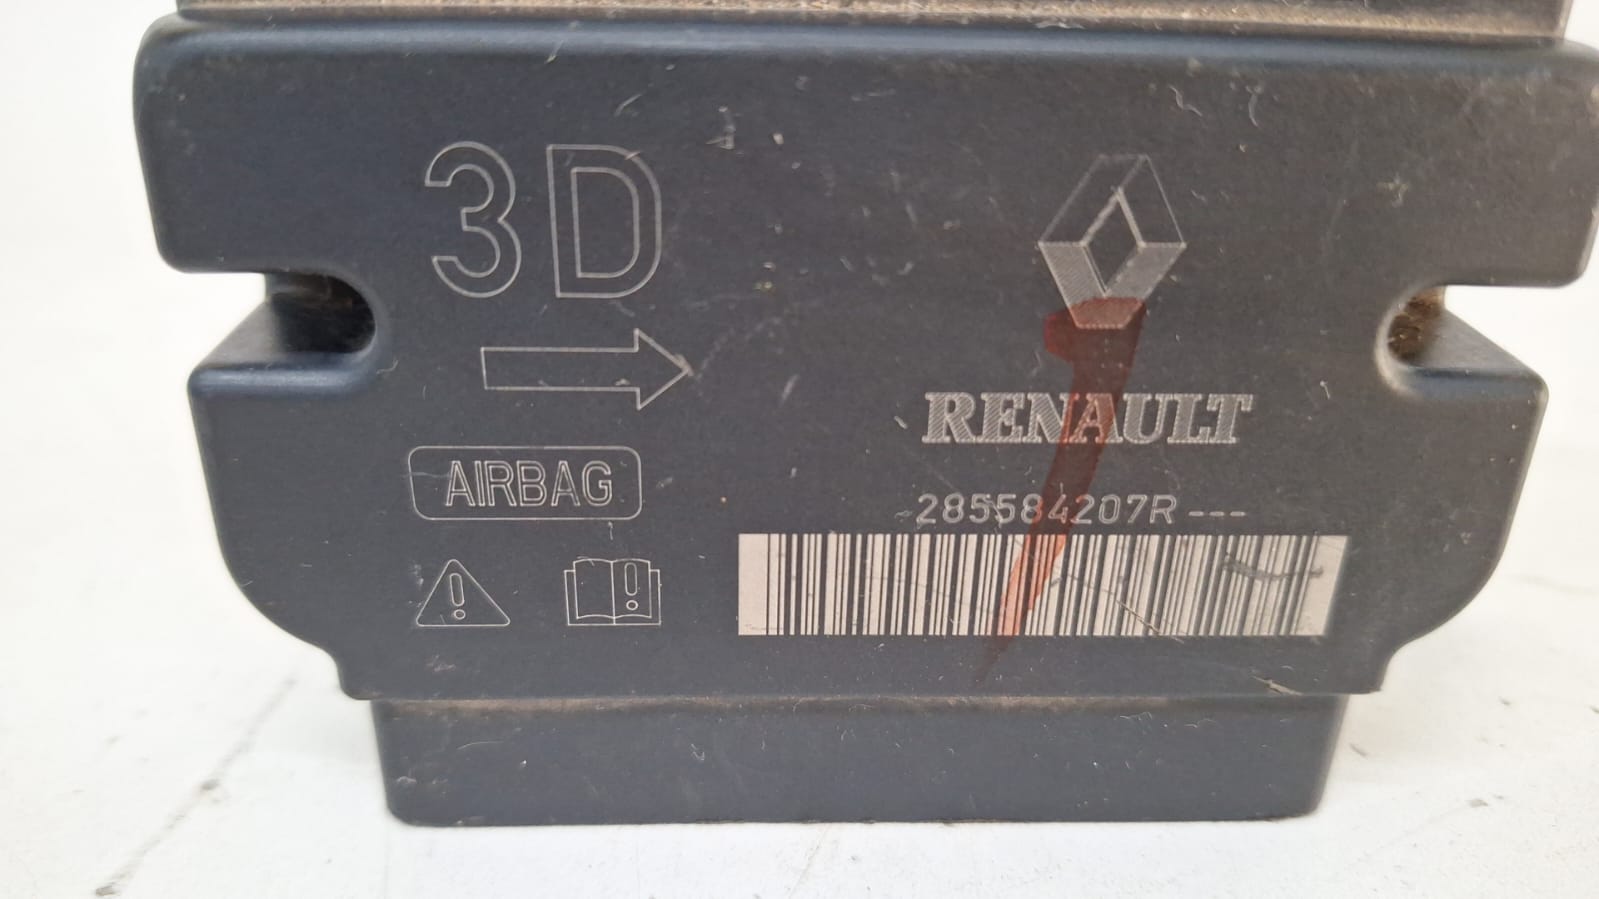 3D
RENAULT
AIRBAG
285584207R---